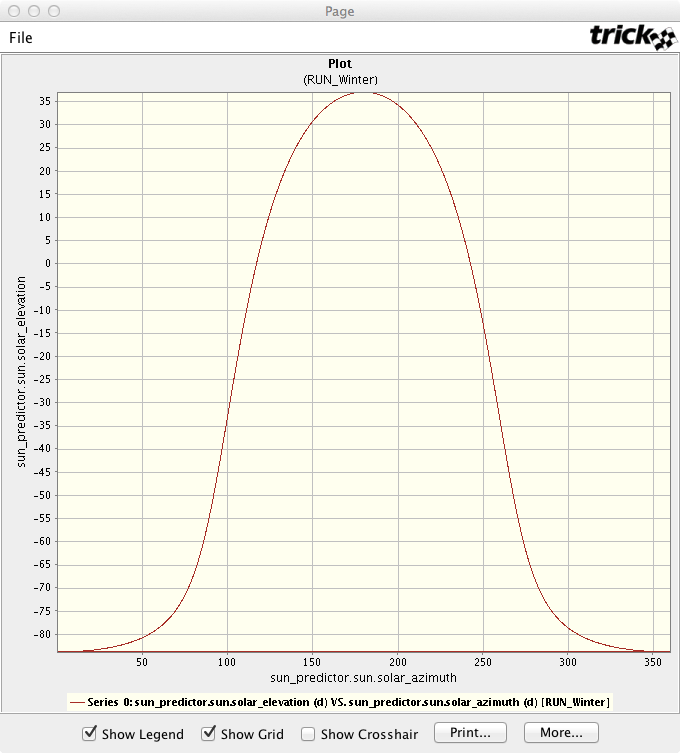 Page
File
trick
Plot
(RUN_Winter)
35
30
25
20
15
10
5
0
-5
-10
-15
-20
-25
-30
-35
-40
-45
-50
-55
-60
-65
-70
-75
-80
sun_predictor.sun.solar_elevation
50 100 150 200 250 300 350
sun_predictor.sun.solar_azimuth
Series 0: sun_predictor.sun.solar_elevation (d) VS. sun_predictor.sun.solar_azimuth (d) [RUN_Winter]
Show Legend Show Grid Show Crosshair Print... More...